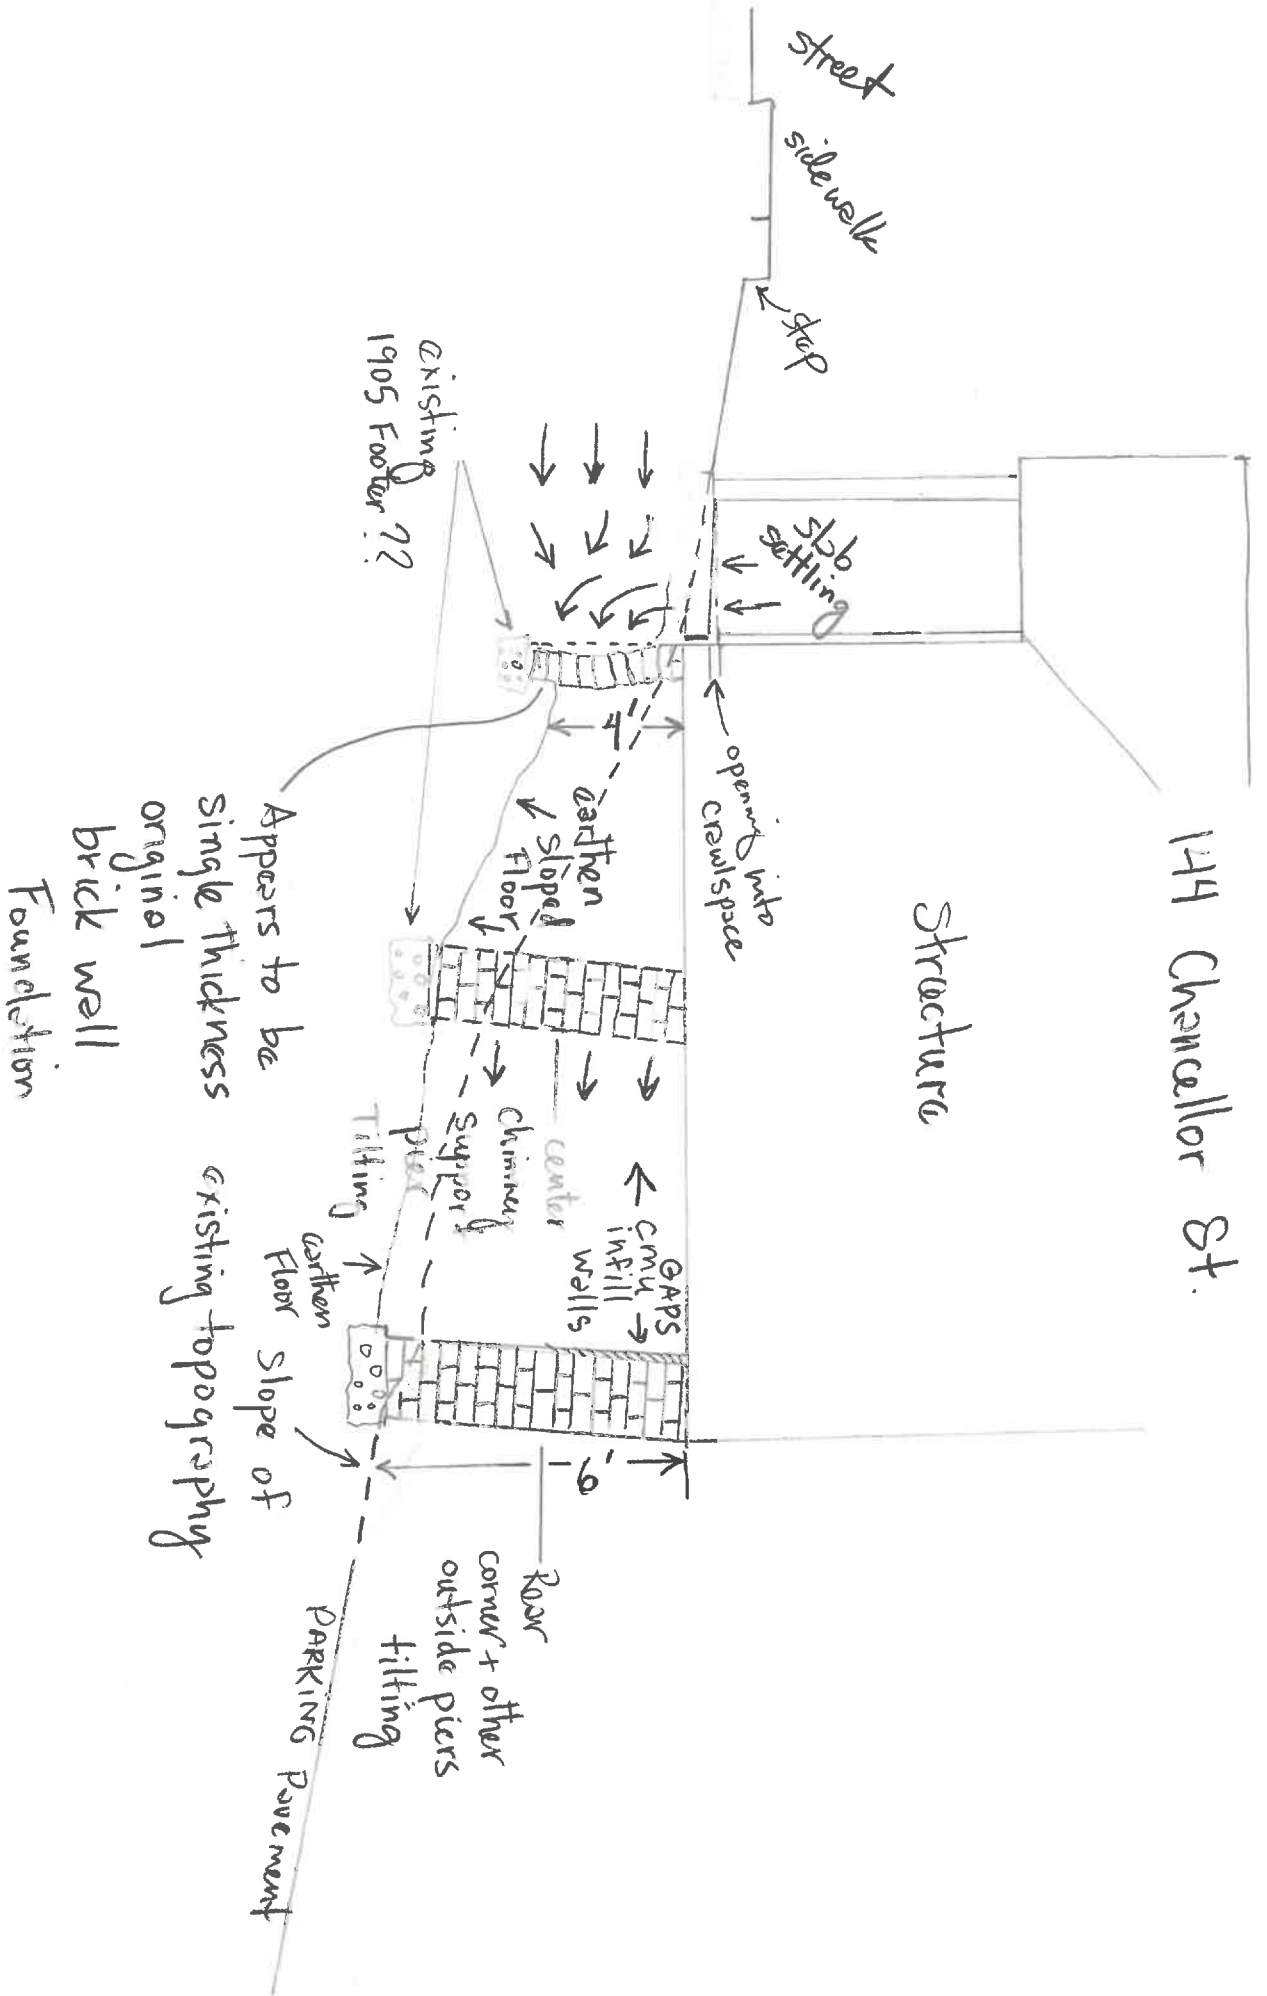 144 Chancellor St.
Structure
street
sidewalk
step
slab
settling
opening into
crawlspace
4'
earthen
sloped
Floor
existing
1905 Footer ??
Appears to be
single thickness
original
brick wall
Foundation
center
chimney
support
pier
Tilting
GAPS
cmu
infill
walls
earthen
Floor
Slope of
existing topography
9'
Rear
corner + other
outside piers
tilting
PARKING Pavement